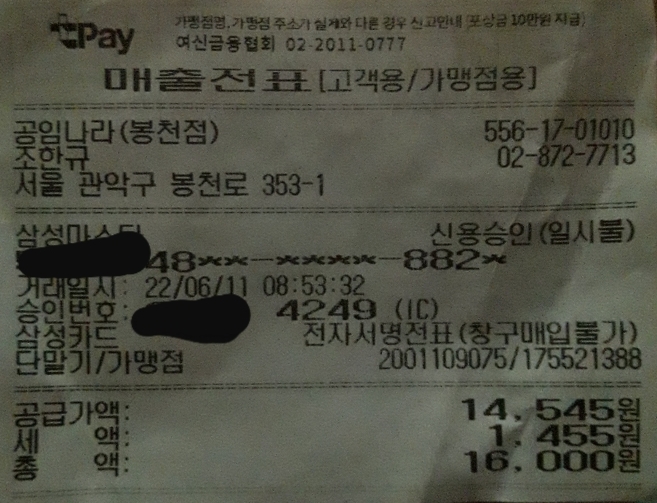 tPay 가맹점명, 가맹점 주소가 실제와 다른 경우 신고안내 (포상금 10만원 지급)
여신금융협회 02-2011-0777
매출전표 [고객용/가맹점용]
공임나라(봉천점) 556-17-01010
조한규 02-872-7713
서울 관악구 봉천로 353-1
삼성마스터 신용승인(일시불)
48**-****-882*
거래일시: 22/06/11 08:53:32
승인번호: 4249 (IC)
삼성카드 전자서명전표(창구매입불가)
단말기/가맹점 2001109075/175521388
공급가액: 14,545원
세 액: 1,455원
총 액: 16,000원